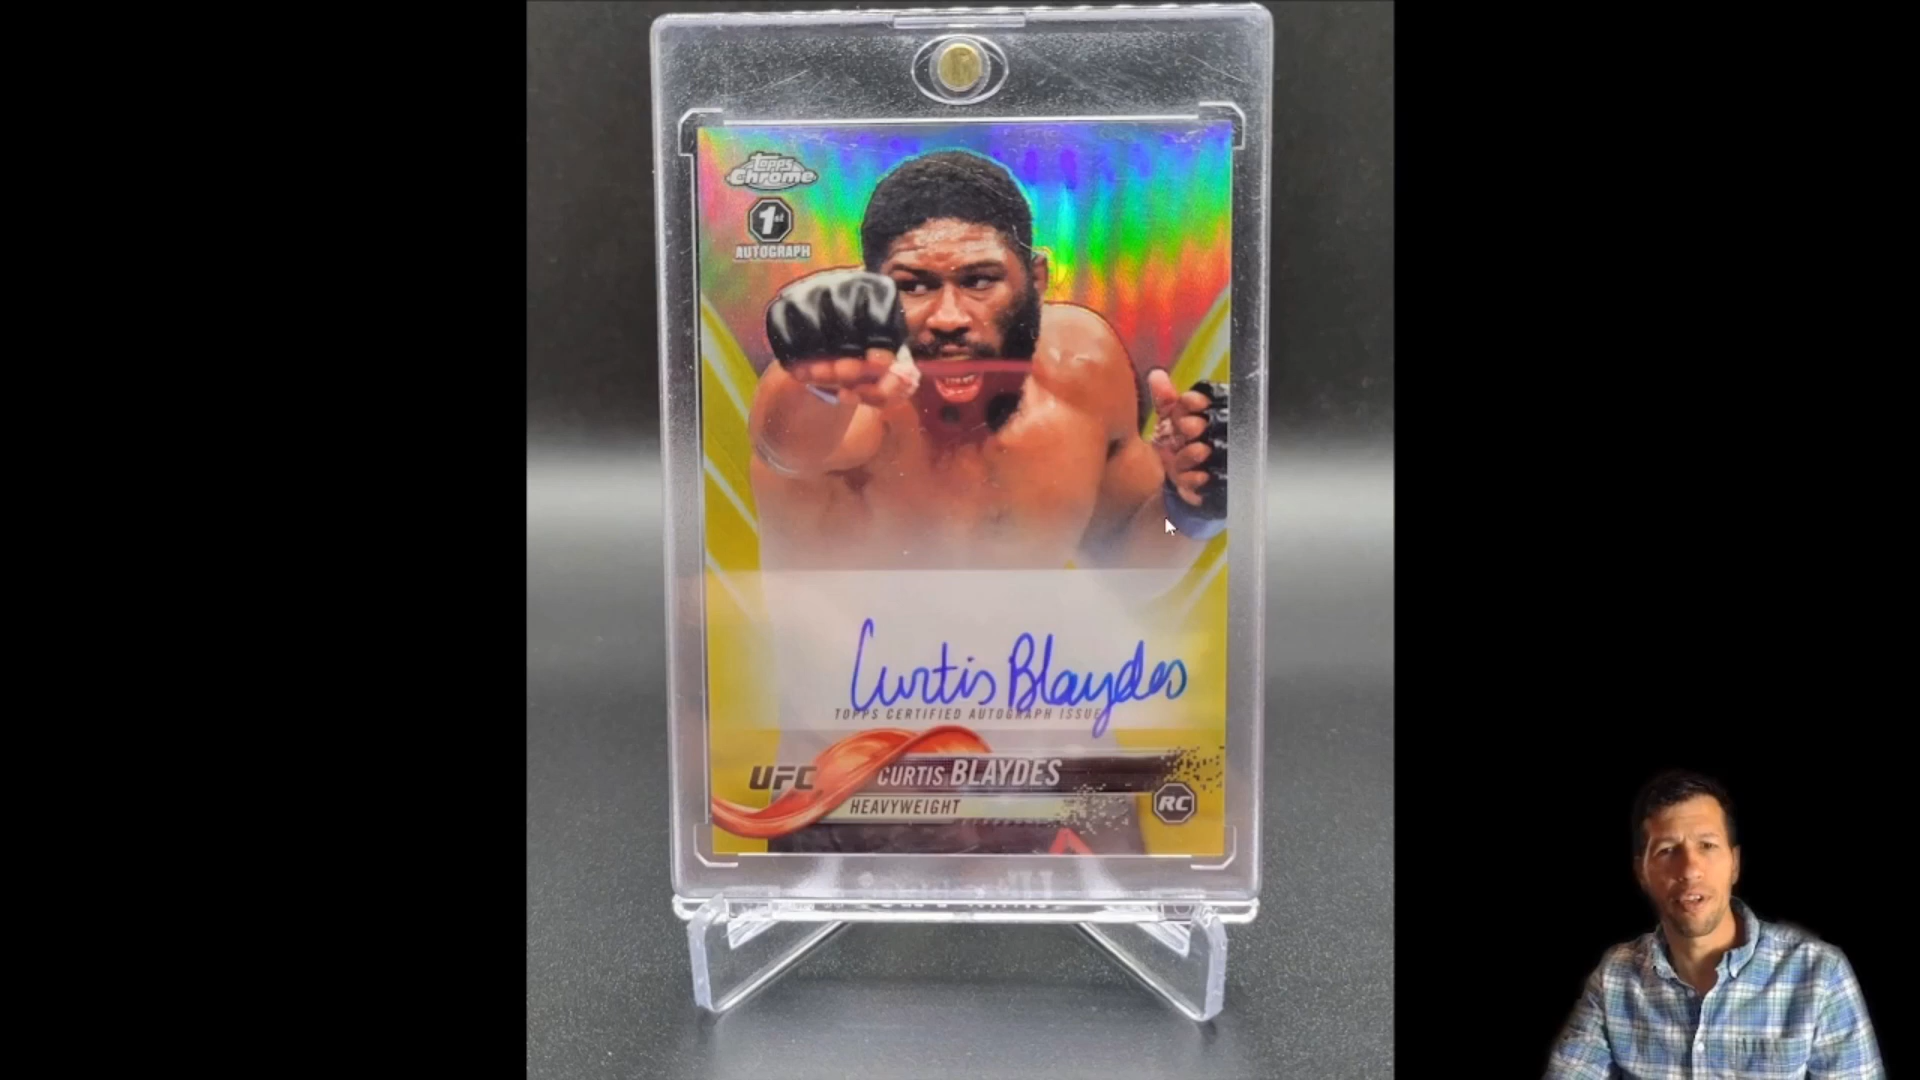 Topps
Chrome
1st
AUTOGRAPH
Curtis Blaydes
TOPPS CERTIFIED AUTOGRAPH ISSUE
UFC
CURTIS BLAYDES
HEAVYWEIGHT
RC